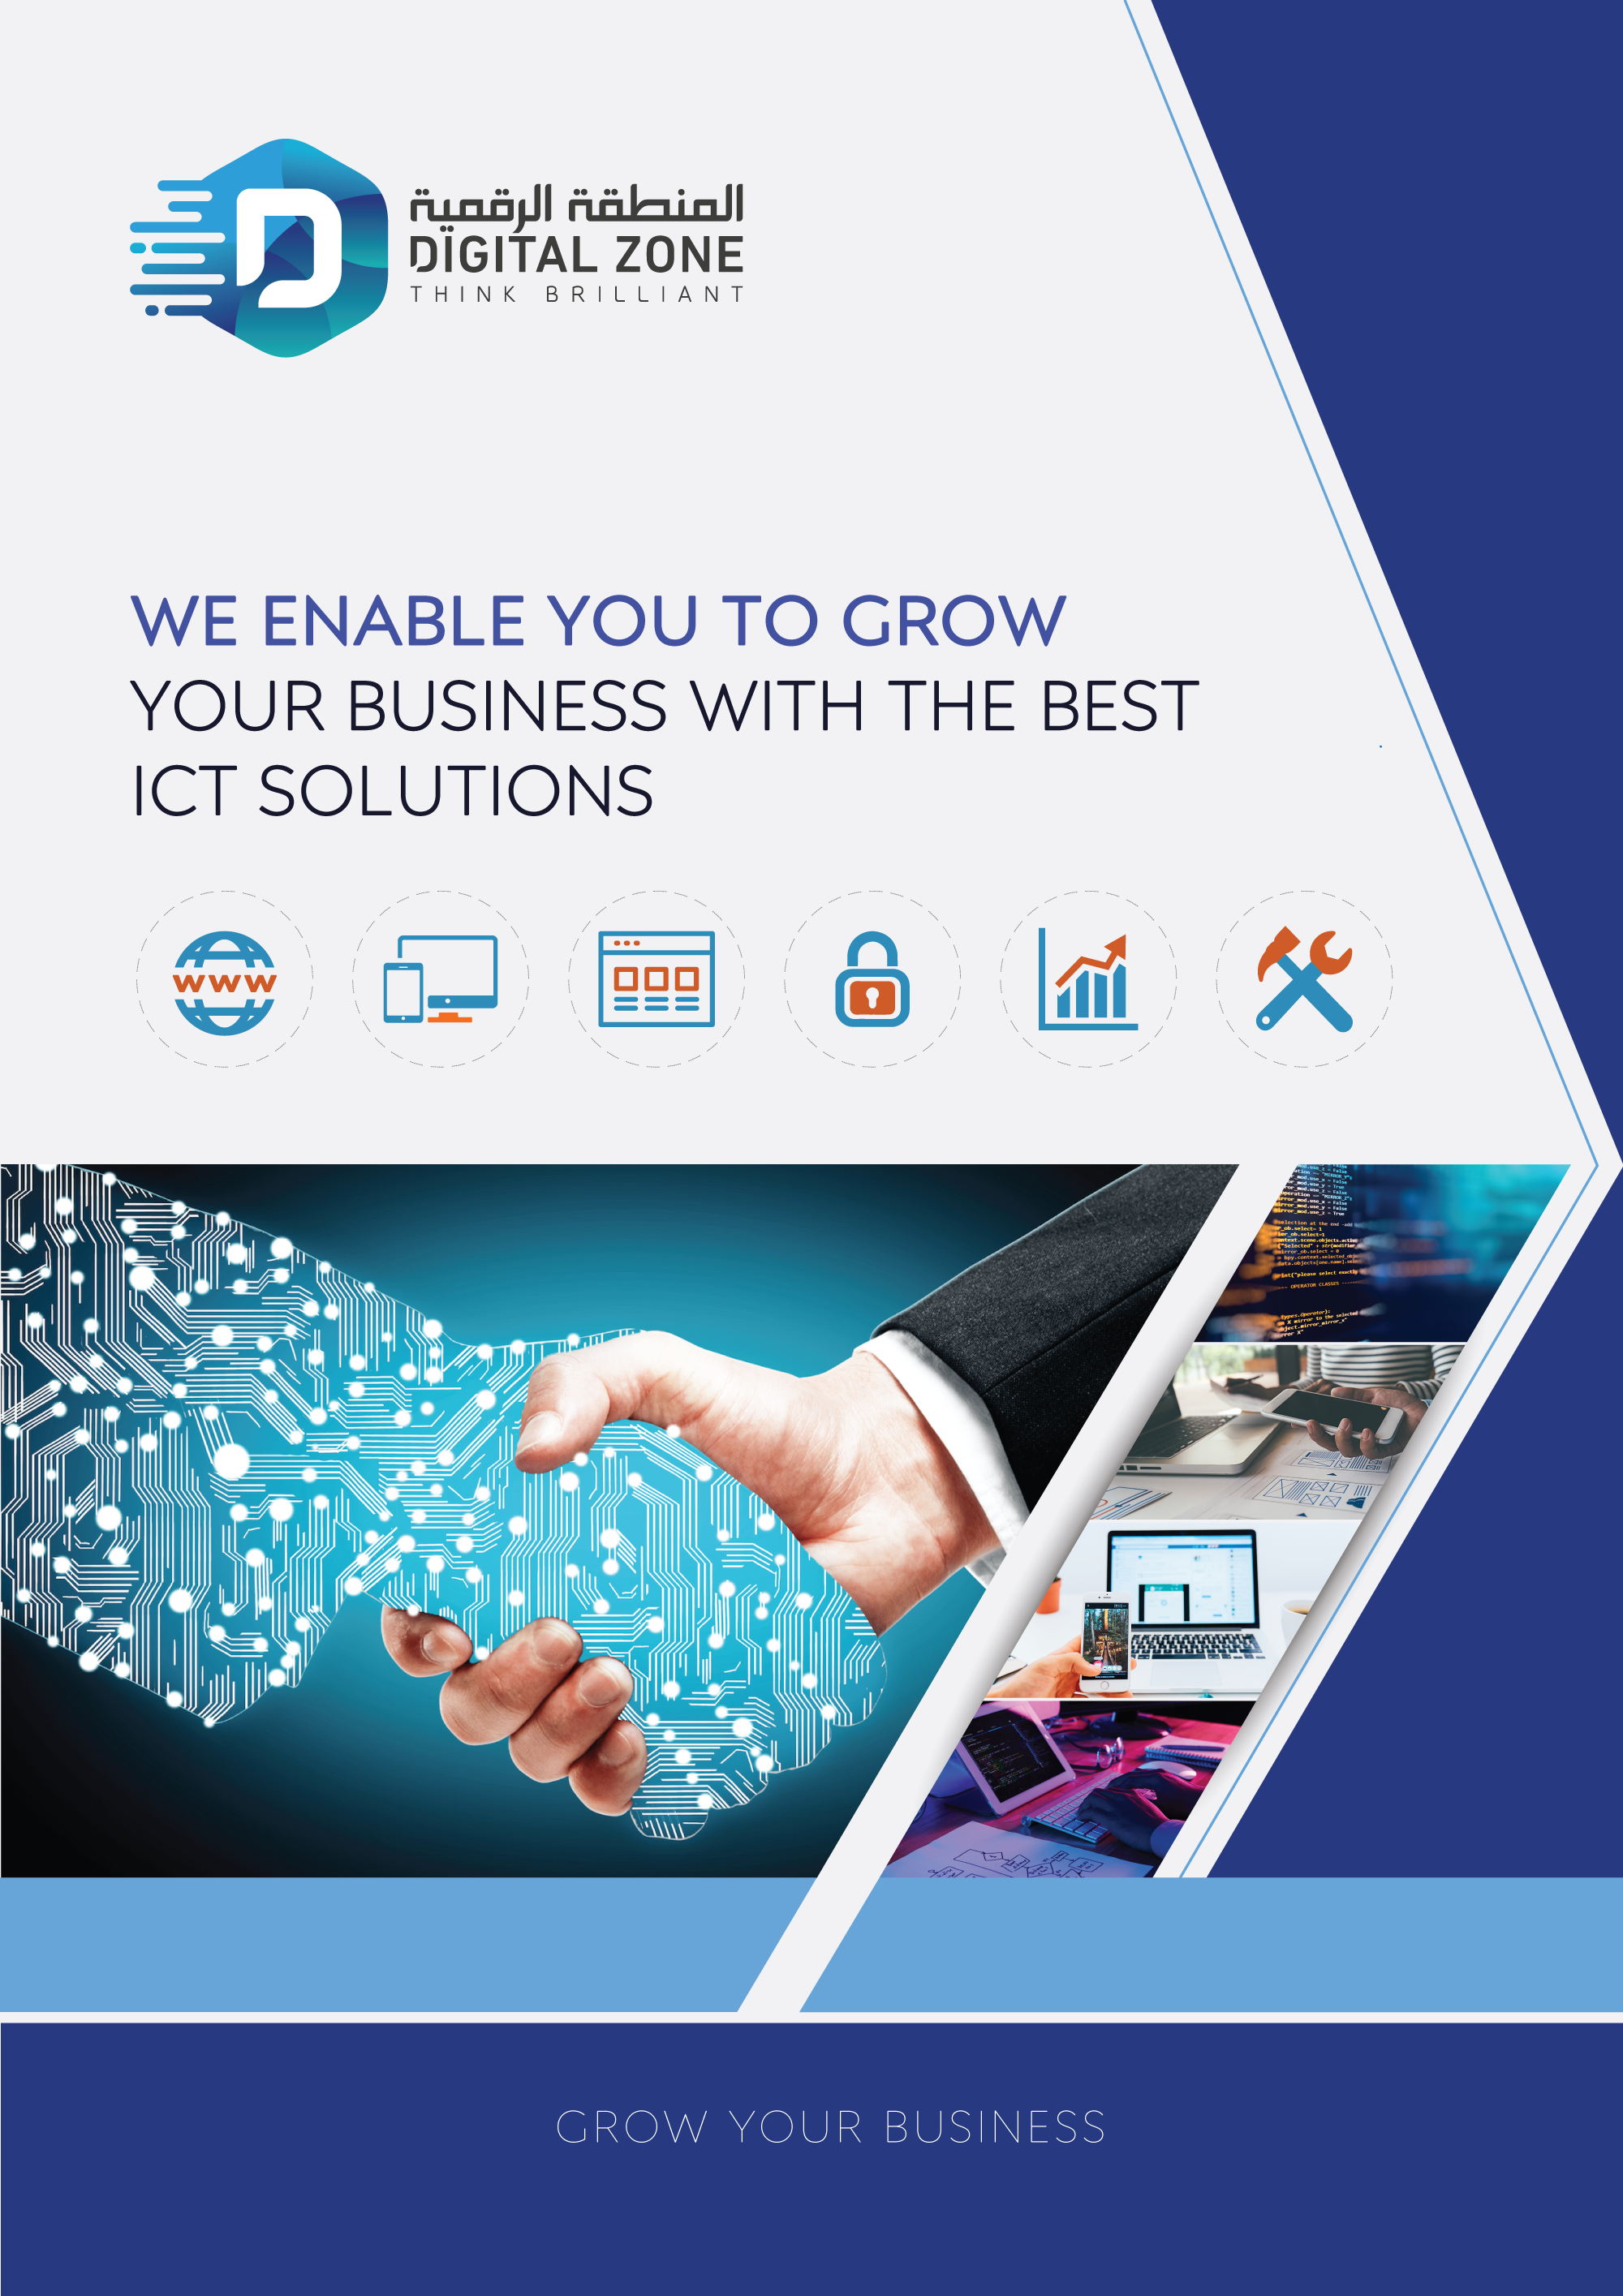 المنطقة الرقمية
DIGITAL ZONE
THINK BRILLIANT
WE ENABLE YOU TO GROW
YOUR BUSINESS WITH THE BEST
ICT SOLUTIONS
WWW
GROW YOUR BUSINESS